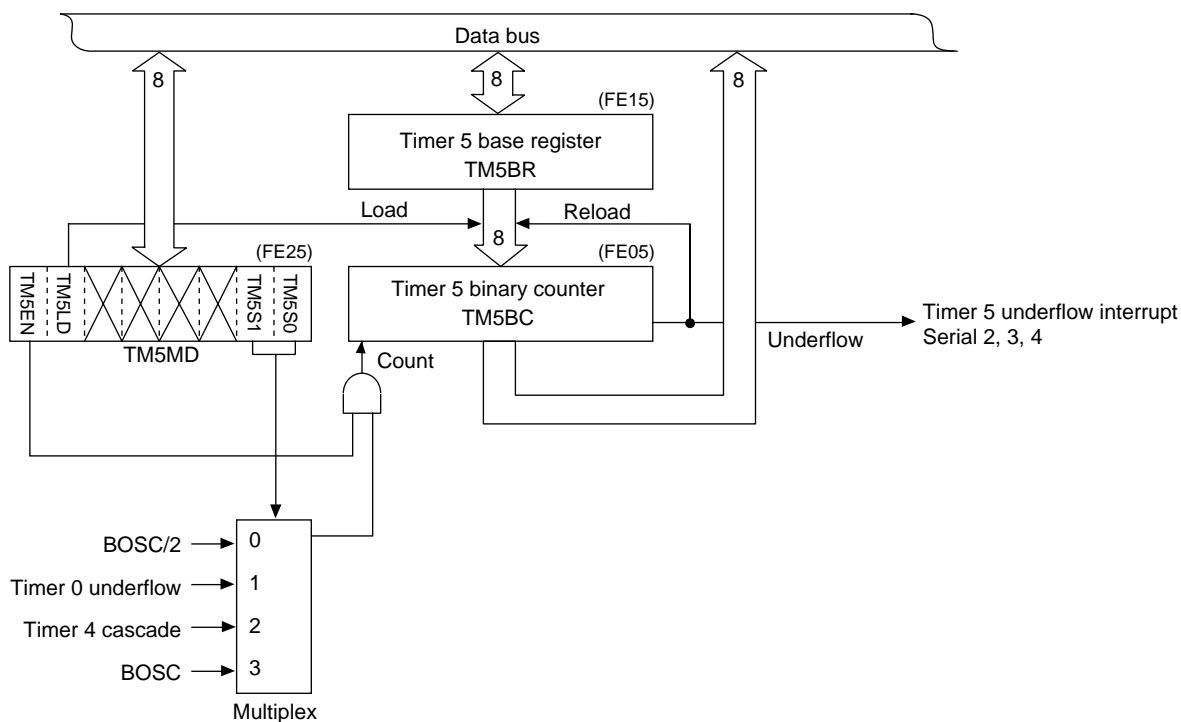 Data bus
8
8
8
(FE15)
Timer 5 base register
TM5BR
Load
Reload
8
(FE25)
(FE05)
TM5EN
TM5LD
TM5S1
TM5S0
TM5MD
Timer 5 binary counter
TM5BC
Underflow
Timer 5 underflow interrupt
Serial 2, 3, 4
Count
BOSC/2
0
Timer 0 underflow
1
Timer 4 cascade
2
BOSC
3
Multiplex